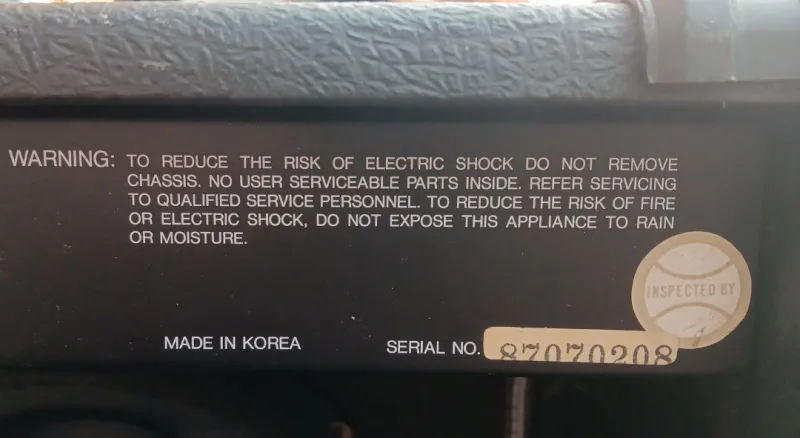 WARNING: TO REDUCE THE RISK OF ELECTRIC SHOCK DO NOT REMOVE
CHASSIS. NO USER SERVICEABLE PARTS INSIDE. REFER SERVICING
TO QUALIFIED SERVICE PERSONNEL. TO REDUCE THE RISK OF FIRE
OR ELECTRIC SHOCK, DO NOT EXPOSE THIS APPLIANCE TO RAIN
OR MOISTURE.
INSPECTED BY
MADE IN KOREA SERIAL NO. 87070208